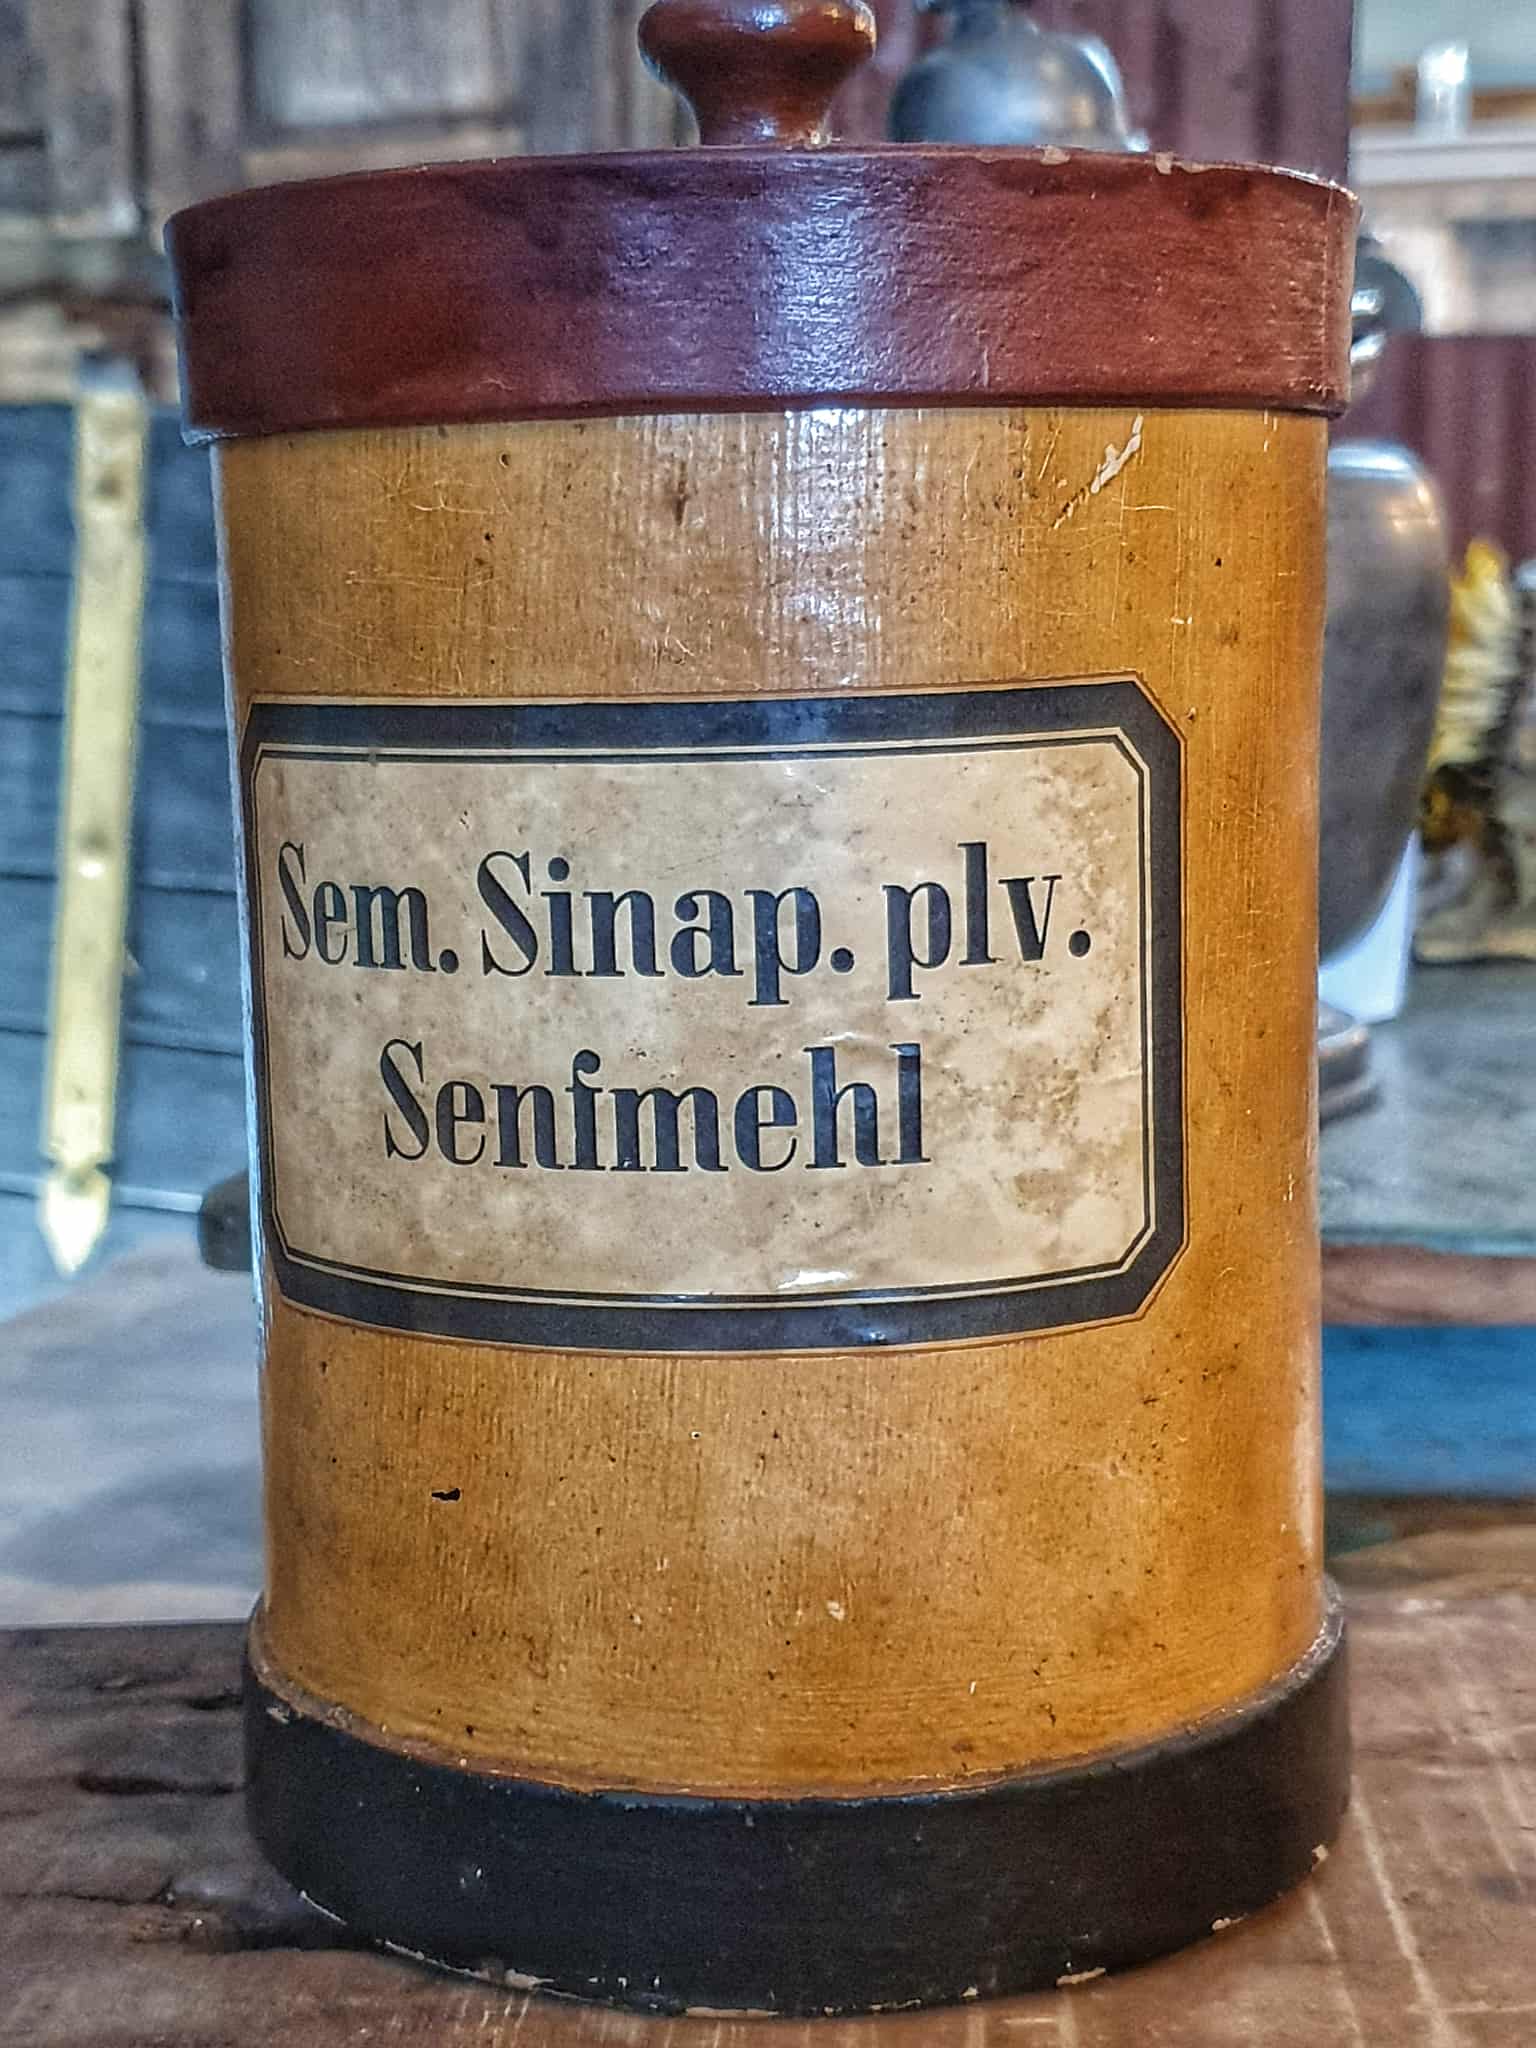 Sem. Sinap. plv.
Senfmehl